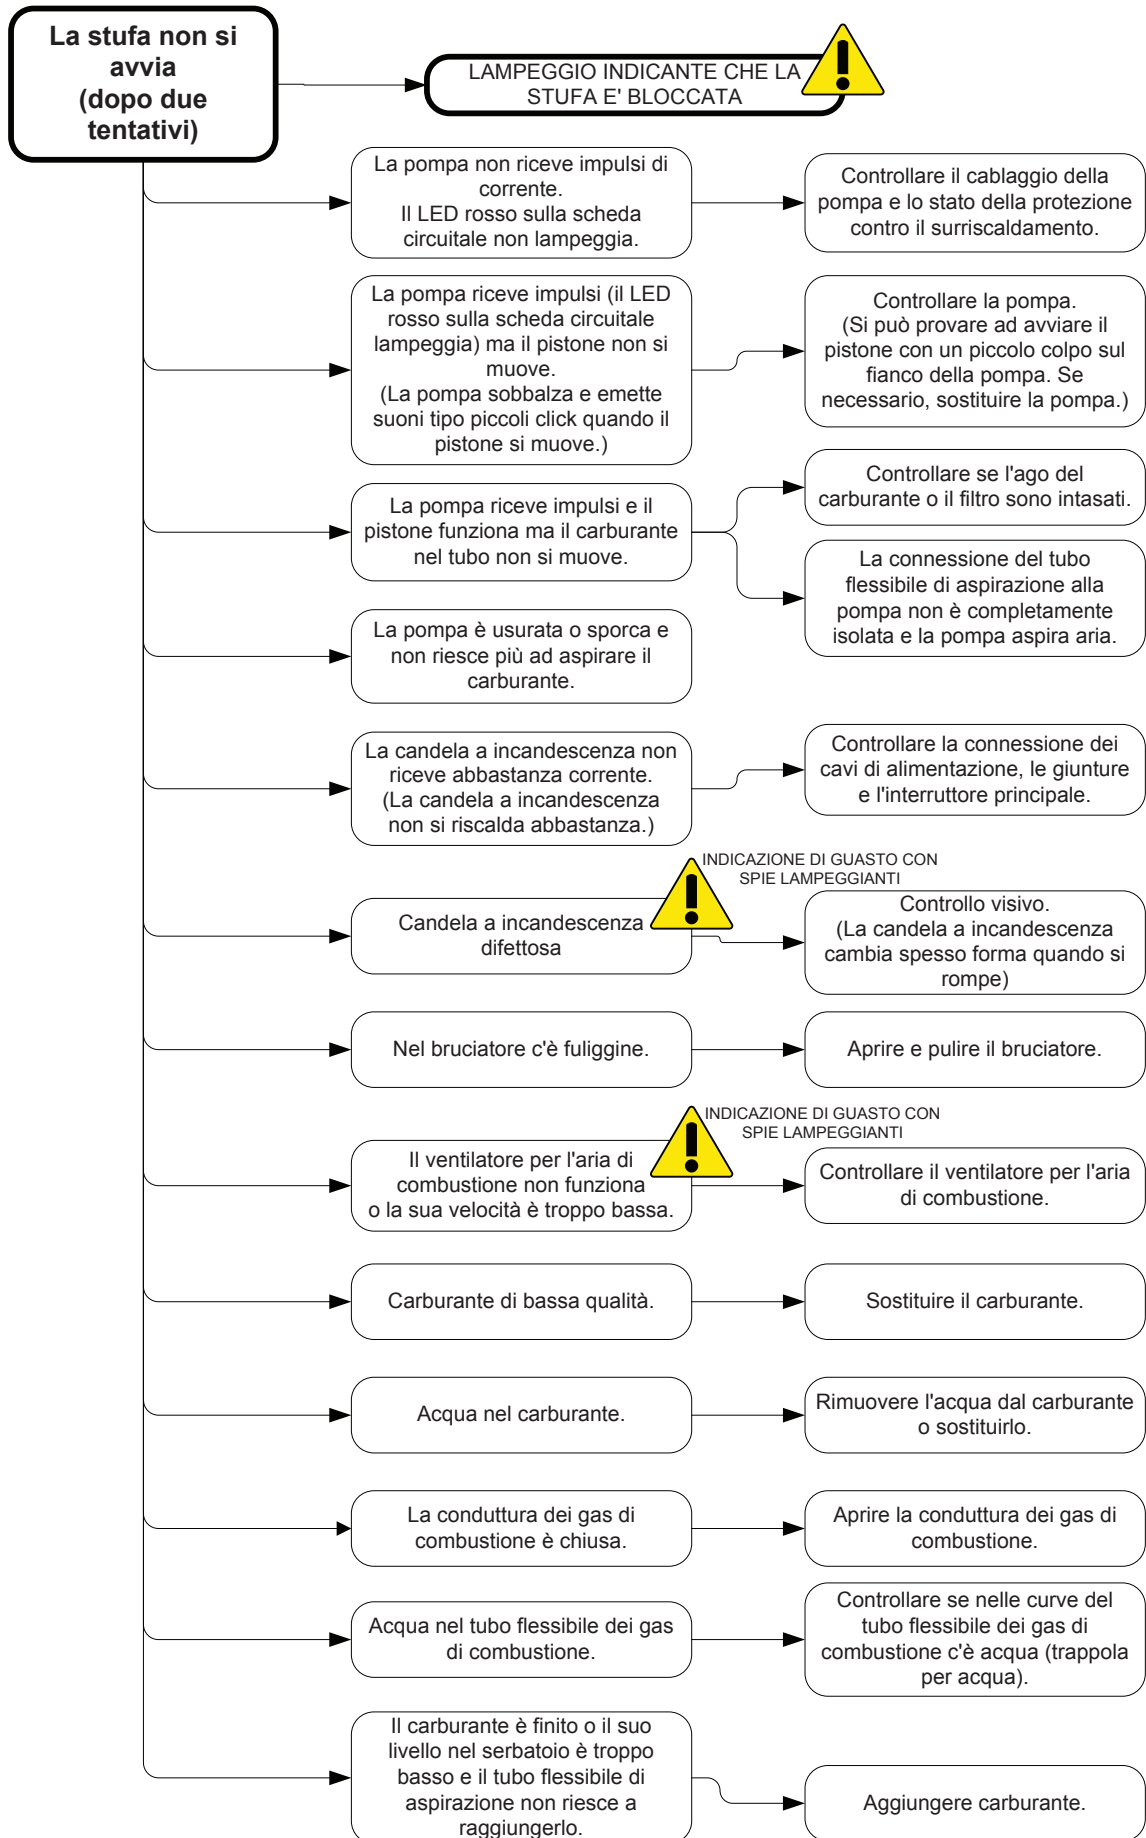 La stufa non si
avvia
(dopo due
tentativi)
LAMPEGGIO INDICANTE CHE LA
STUFA E' BLOCCATA
La pompa non riceve impulsi di
corrente.
Il LED rosso sulla scheda
circuitale non lampeggia.
Controllare il cablaggio della
pompa e lo stato della protezione
contro il surriscaldamento.
La pompa riceve impulsi (il LED
rosso sulla scheda circuitale
lampeggia) ma il pistone non si
muove.
(La pompa sobbalza e emette
suoni tipo piccoli click quando il
pistone si muove.)
Controllare la pompa.
(Si può provare ad avviare il
pistone con un piccolo colpo sul
fianco della pompa. Se
necessario, sostituire la pompa.)
La pompa riceve impulsi e il
pistone funziona ma il carburante
nel tubo non si muove.
Controllare se l'ago del
carburante o il filtro sono intasati.
La connessione del tubo
flessibile di aspirazione alla
pompa non è completamente
isolata e la pompa aspira aria.
La pompa è usurata o sporca e
non riesce più ad aspirare il
carburante.
La candela a incandescenza non
riceve abbastanza corrente.
(La candela a incandescenza
non si riscalda abbastanza.)
Controllare la connessione dei
cavi di alimentazione, le giunture
e l'interruttore principale.
INDICAZIONE DI GUASTO CON
SPIE LAMPEGGIANTI
Candela a incandescenza
difettosa
Controllo visivo.
(La candela a incandescenza
cambia spesso forma quando si
rompe)
Nel bruciatore c'è fuliggine.
Aprire e pulire il bruciatore.
INDICAZIONE DI GUASTO CON
SPIE LAMPEGGIANTI
Il ventilatore per l'aria di
combustione non funziona
o la sua velocità è troppo bassa.
Controllare il ventilatore per l'aria
di combustione.
Carburante di bassa qualità.
Sostituire il carburante.
Acqua nel carburante.
Rimuovere l'acqua dal carburante
o sostituirlo.
La conduttura dei gas di
combustione è chiusa.
Aprire la conduttura dei gas di
combustione.
Acqua nel tubo flessibile dei gas
di combustione.
Controllare se nelle curve del
tubo flessibile dei gas di
combustione c'è acqua (trappola
per acqua).
Il carburante è finito o il suo
livello nel serbatoio è troppo
basso e il tubo flessibile di
aspirazione non riesce a
raggiungerlo.
Aggiungere carburante.